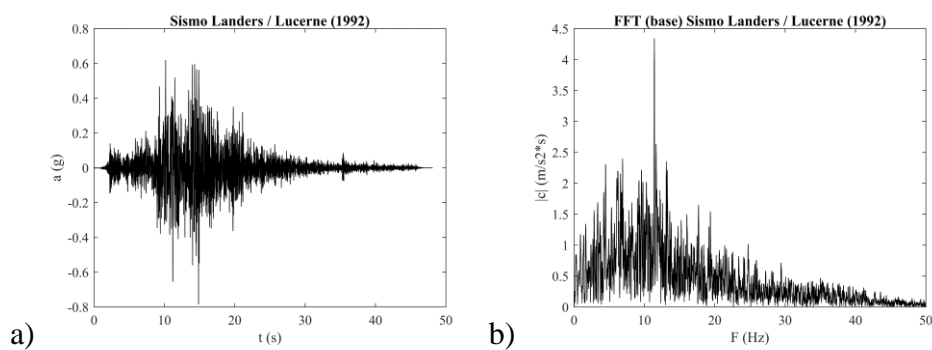 Sismo Landers / Lucerne (1992)
0.8
0.6
0.4
0.2
0
-0.2
-0.4
-0.6
-0.8
a (g)
0 10 20 30 40 50
t (s)
a)
FFT (base) Sismo Landers / Lucerne (1992)
4.5
4
3.5
3
2.5
2
1.5
1
0.5
0
|c| (m/s2*s)
0 10 20 30 40 50
F (Hz)
b)